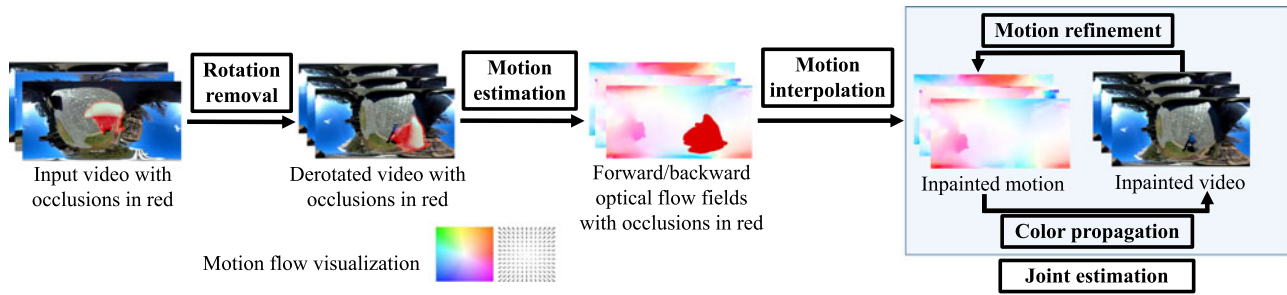 Rotation
removal
Motion
estimation
Motion
interpolation
Motion refinement
Input video with
occlusions in red
Derotated video with
occlusions in red
Forward/backward
optical flow fields
with occlusions in red
Inpainted motion
Inpainted video
Color propagation
Motion flow visualization
Joint estimation